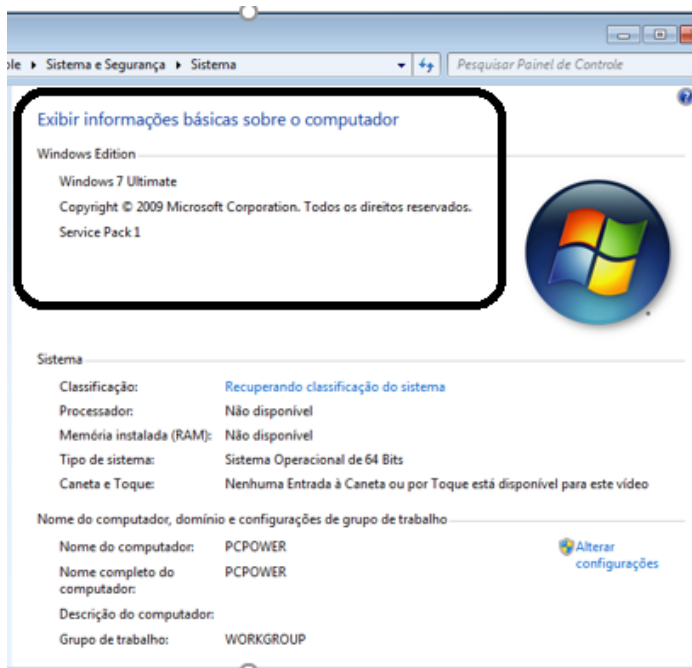 Sistema e Segurança ▸ Sistema
Pesquisar Painel de Controle
Exibir informações básicas sobre o computador
Windows Edition
Windows 7 Ultimate
Copyright © 2009 Microsoft Corporation. Todos os direitos reservados.
Service Pack 1
Sistema
Classificação: Recuperando classificação do sistema
Processador: Não disponível
Memória instalada (RAM): Não disponível
Tipo de sistema: Sistema Operacional de 64 Bits
Caneta e Toque: Nenhuma Entrada à Caneta ou por Toque está disponível para este vídeo
Nome do computador, domínio e configurações de grupo de trabalho
Nome do computador: PCPOWER
Alterar
configurações
Nome completo do
computador:
PCPOWER
Descrição do computador:
Grupo de trabalho: WORKGROUP